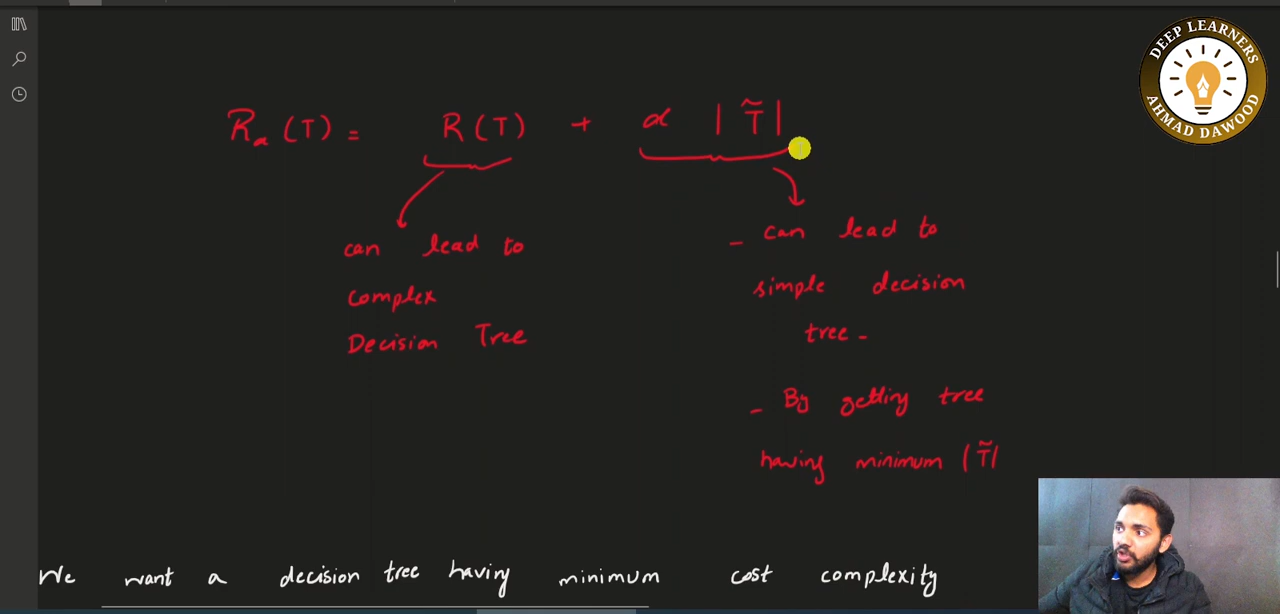 DEEP LEARNERS
AHMAD DAWOOD
Rα (T) = R(T) + α |T̃|
can lead to
complex
Decision Tree
- can lead to
simple decision
tree -
- By getting tree
having minimum |T̃|
We want a decision tree having minimum cost complexity